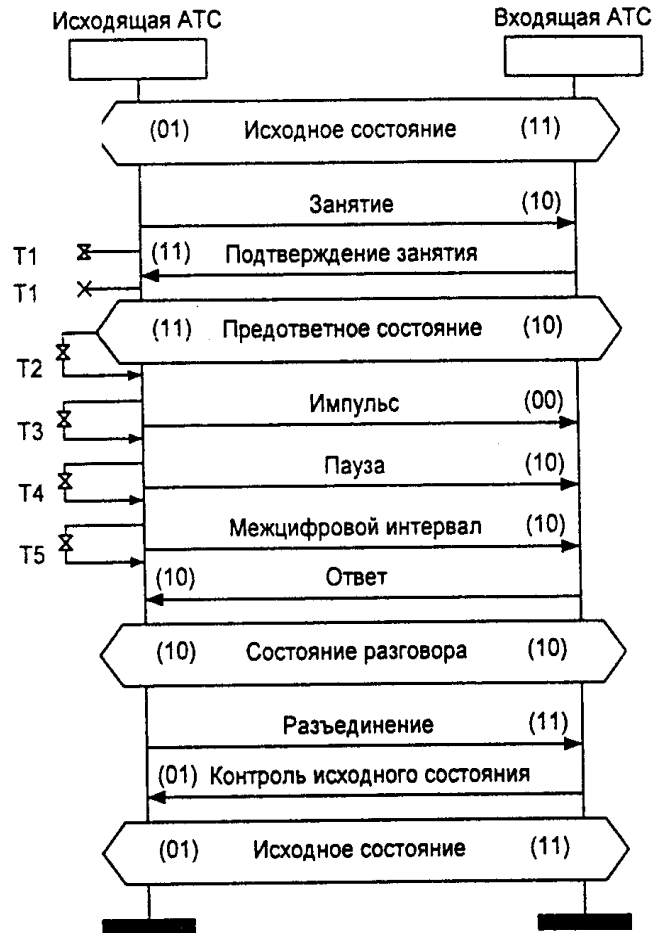 Исходящая АТС Входящая АТС
(01) Исходное состояние (11)
Занятие (10)
T1 (11) Подтверждение занятия
T1
(11) Предответное состояние (10)
T2
Импульс (00)
T3
Пауза (10)
T4
Межцифровой интервал (10)
T5
(10) Ответ
(10) Состояние разговора (10)
Разъединение (11)
(01) Контроль исходного состояния
(01) Исходное состояние (11)